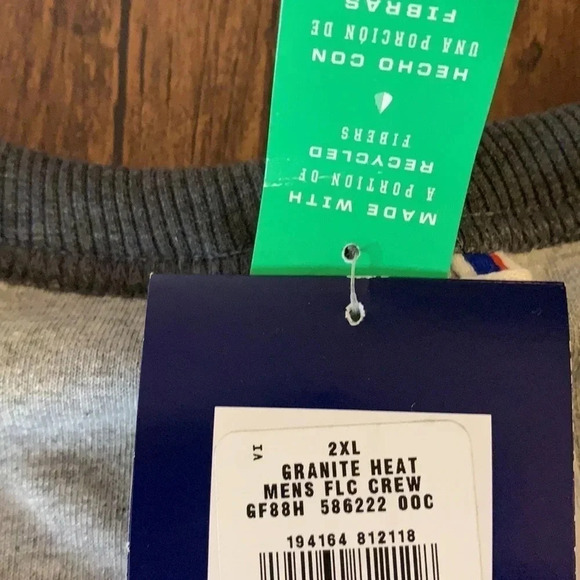 MADE WITH
A PORTION OF
RECYCLED
FIBERS
HECHO CON
UNA PORCIÓN DE
FIBRAS
VI
2XL
GRANITE HEAT
MENS FLC CREW
GF88H 586222 00C
194164 812118